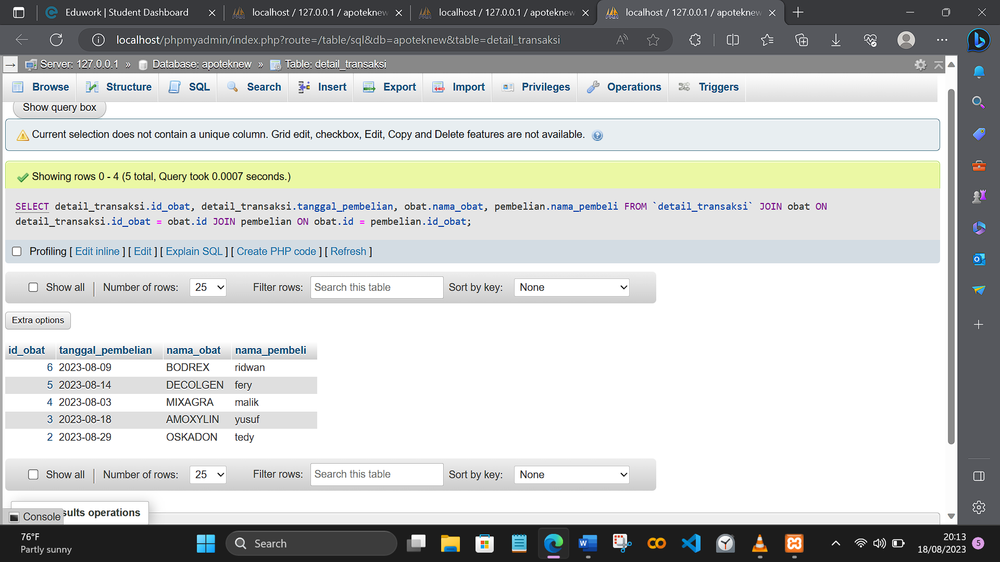 Eduwork | Student Dashboard
localhost / 127.0.0.1 / apoteknew
localhost / 127.0.0.1 / apoteknew
localhost / 127.0.0.1 / apoteknew
localhost/phpmyadmin/index.php?route=/table/sql&db=apoteknew&table=detail_transaksi
Server: 127.0.0.1 » Database: apoteknew » Table: detail_transaksi
Browse Structure SQL Search Insert Export Import Privileges Operations Triggers
Show query box
Current selection does not contain a unique column. Grid edit, checkbox, Edit, Copy and Delete features are not available.
Showing rows 0 - 4 (5 total, Query took 0.0007 seconds.)
SELECT detail_transaksi.id_obat, detail_transaksi.tanggal_pembelian, obat.nama_obat, pembelian.nama_pembeli FROM `detail_transaksi` JOIN obat ON
detail_transaksi.id_obat = obat.id JOIN pembelian ON obat.id = pembelian.id_obat;
Profiling [ Edit inline ] [ Edit ] [ Explain SQL ] [ Create PHP code ] [ Refresh ]
Show all | Number of rows: 25 Filter rows: Search this table Sort by key: None
Extra options
id_obat tanggal_pembelian nama_obat nama_pembeli
6 2023-08-09 BODREX ridwan
5 2023-08-14 DECOLGEN fery
4 2023-08-03 MIXAGRA malik
3 2023-08-18 AMOXYLIN yusuf
2 2023-08-29 OSKADON tedy
Show all | Number of rows: 25 Filter rows: Search this table Sort by key: None
sults operations
Console
76°F
Partly sunny
Search
20:13
18/08/2023
5